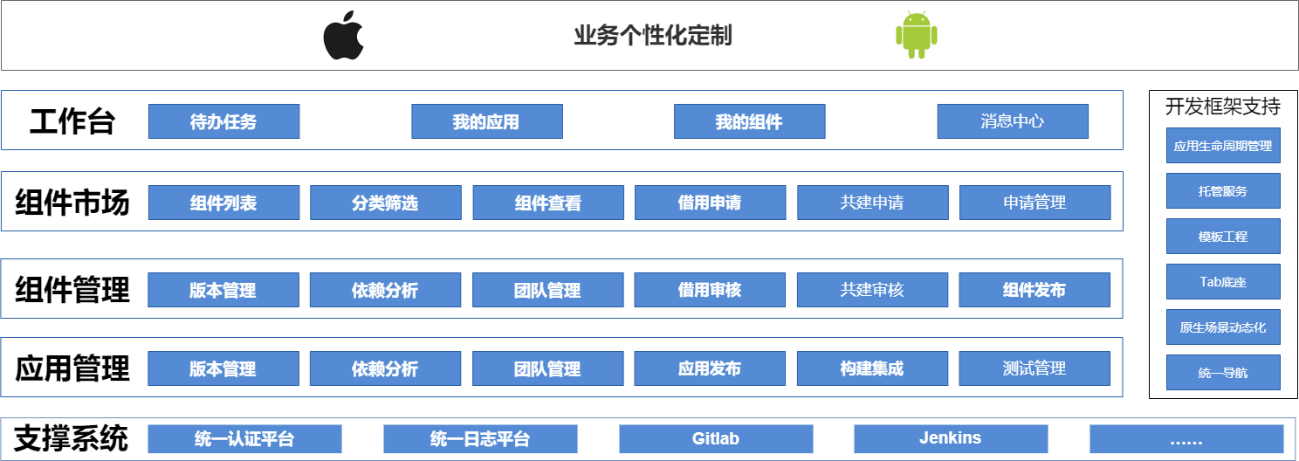 业务个性化定制
工作台
待办任务
我的应用
我的组件
消息中心
组件市场
组件列表
分类筛选
组件查看
借用申请
共建申请
申请管理
组件管理
版本管理
依赖分析
团队管理
借用审核
共建审核
组件发布
应用管理
版本管理
依赖分析
团队管理
应用发布
构建集成
测试管理
开发框架支持
应用生命周期管理
托管服务
模板工程
Tab底座
原生场景动态化
统一导航
支撑系统
统一认证平台
统一日志平台
Gitlab
Jenkins
......